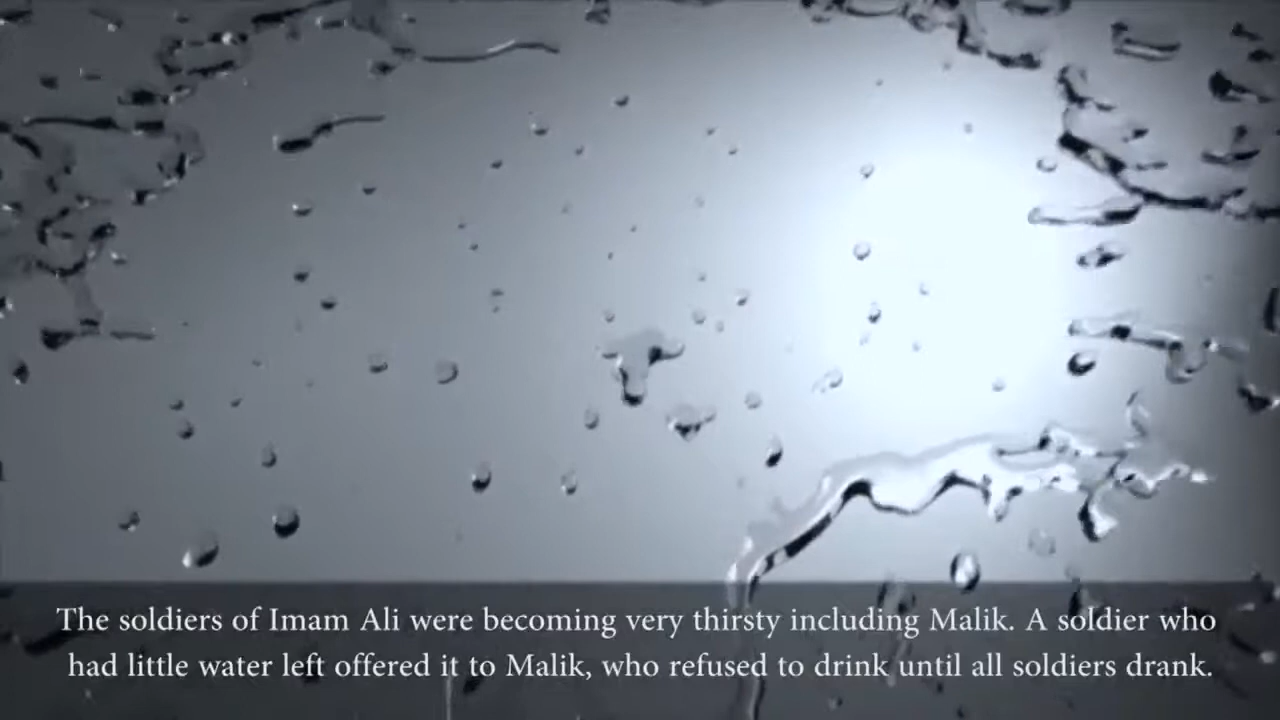 The soldiers of Imam Ali were becoming very thirsty including Malik. A soldier who
had little water left offered it to Malik, who refused to drink until all soldiers drank.